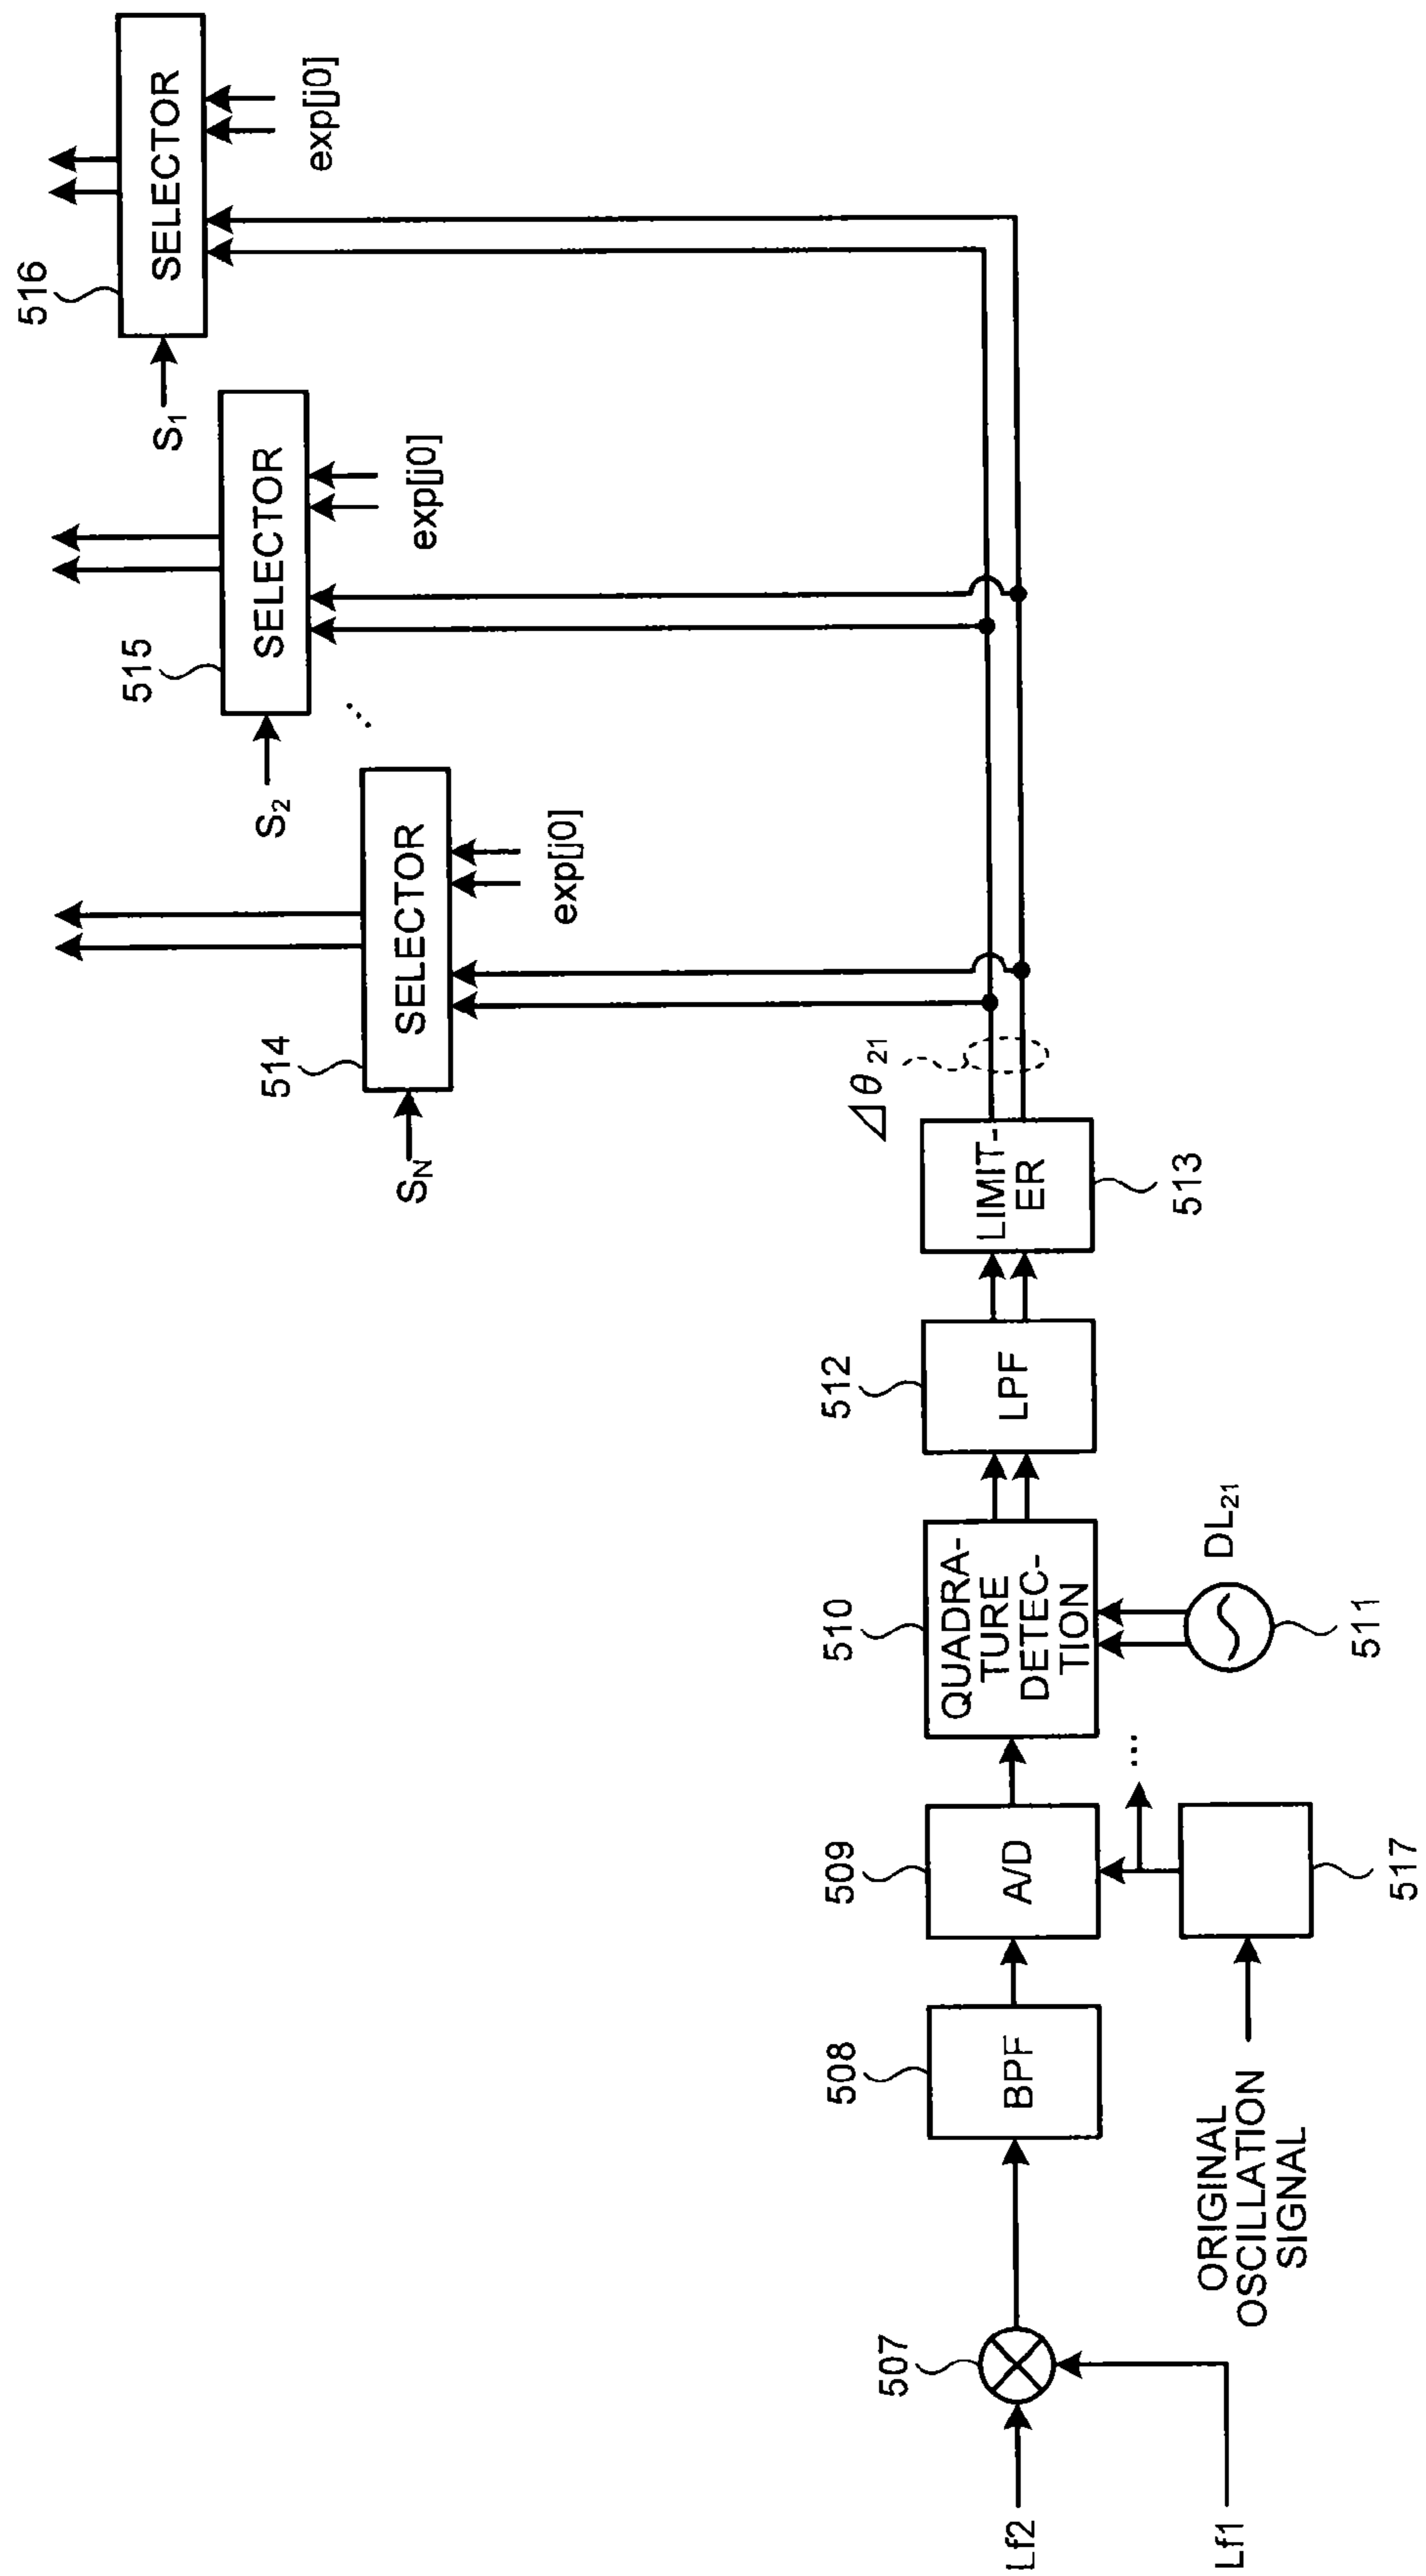 516
SELECTOR
S1
exp[j0]
515
SELECTOR
S2
exp[j0]
...
514
SELECTOR
SN
exp[j0]
Δθ21
Lf2
Lf1
507
508
BPF
509
A/D
510
QUADRA-
TURE
DETEC-
TION
512
LPF
LIMIT-
ER
513
DL21
511
...
517
ORIGINAL
OSCILLATION
SIGNAL